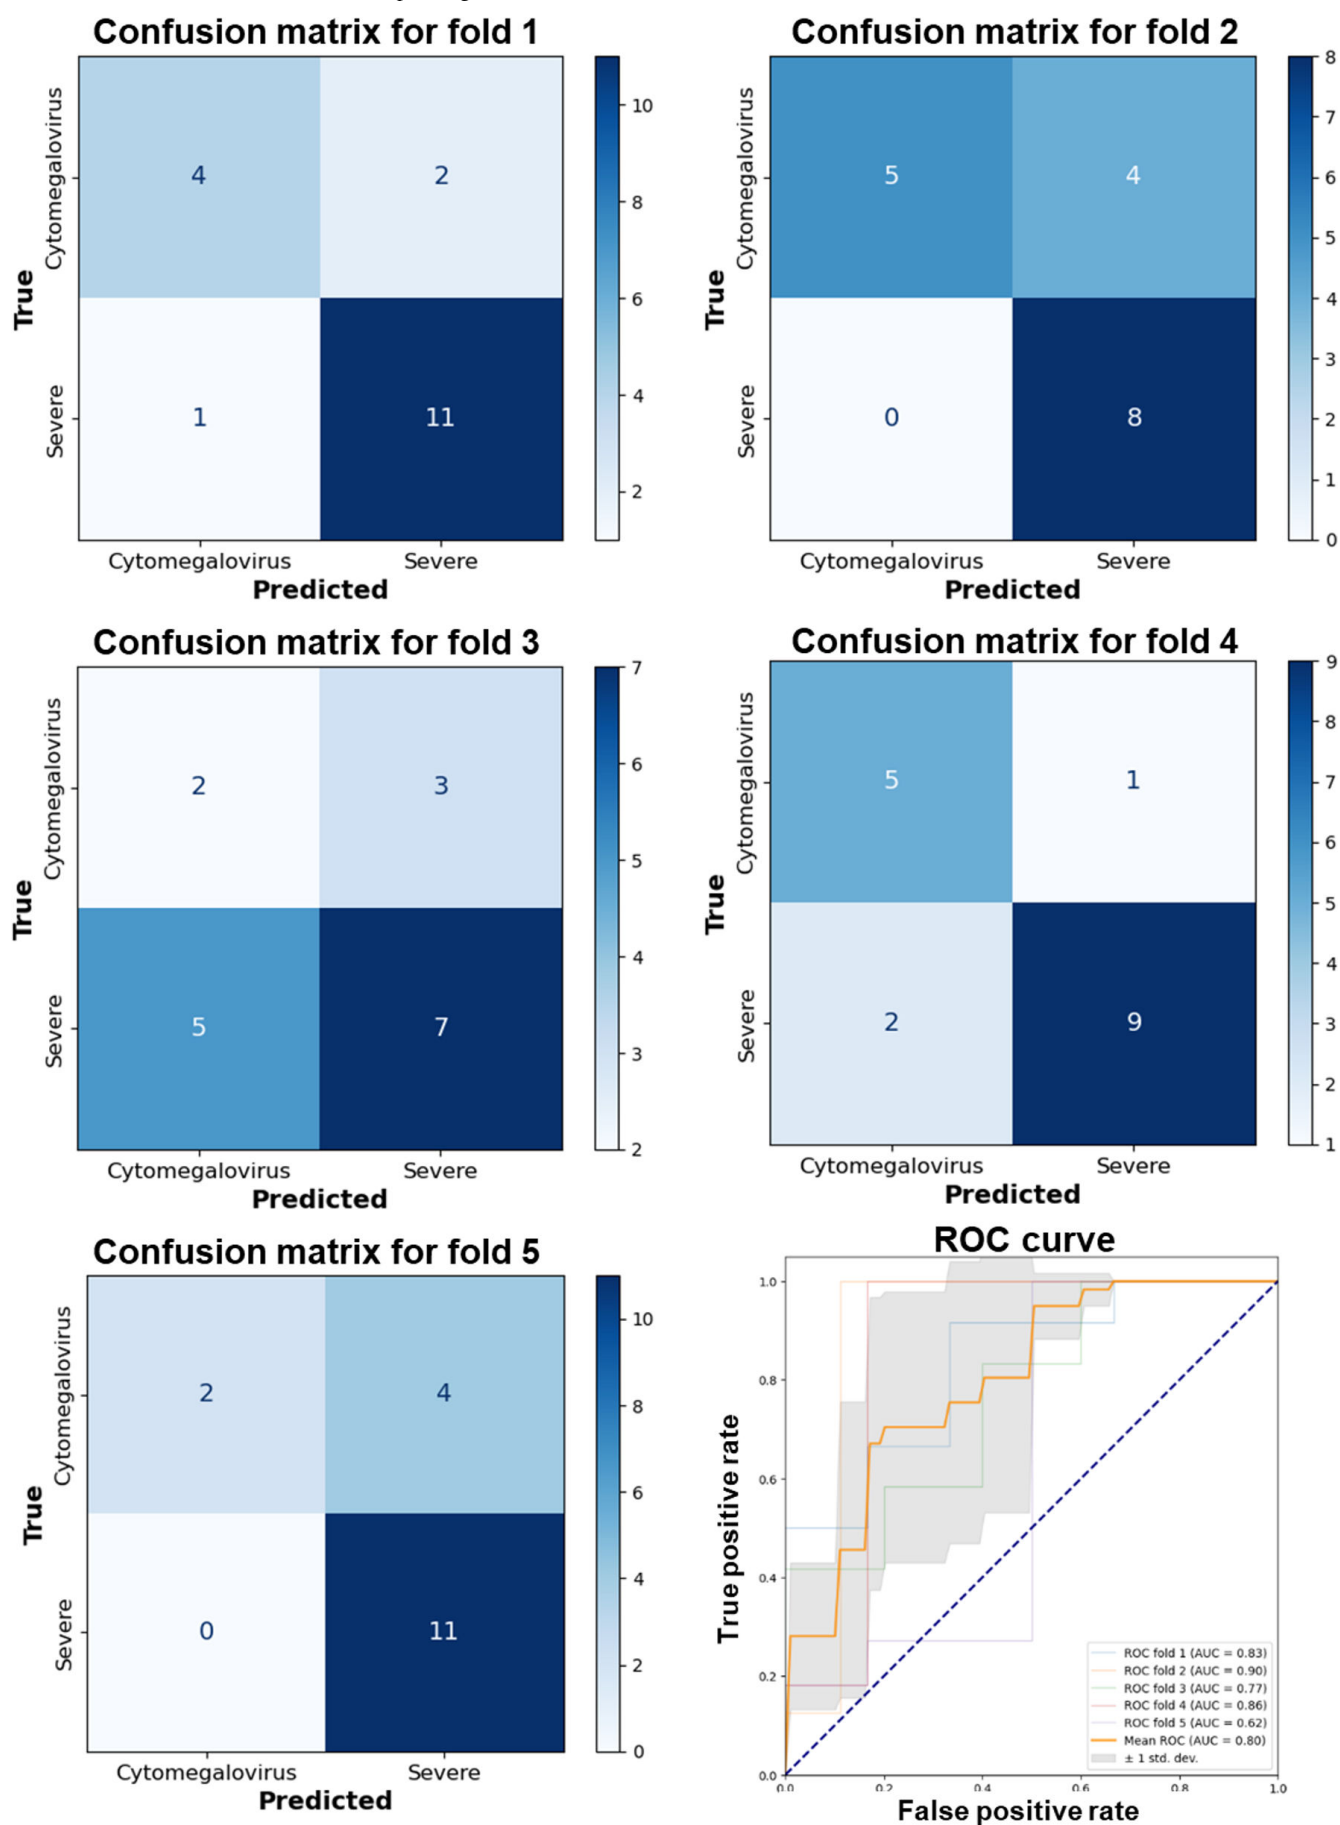 Confusion matrix for fold 1
Cytomegalovirus
Severe
True
4 2
1 11
Cytomegalovirus Severe
Predicted
10
8
6
4
2
Confusion matrix for fold 2
Cytomegalovirus
Severe
True
5 4
0 8
Cytomegalovirus Severe
Predicted
8
7
6
5
4
3
2
1
0
Confusion matrix for fold 3
Cytomegalovirus
Severe
True
2 3
5 7
Cytomegalovirus Severe
Predicted
7
6
5
4
3
2
Confusion matrix for fold 4
Cytomegalovirus
Severe
True
5 1
2 9
Cytomegalovirus Severe
Predicted
9
8
7
6
5
4
3
2
1
Confusion matrix for fold 5
Cytomegalovirus
Severe
True
2 4
0 11
Cytomegalovirus Severe
Predicted
10
8
6
4
2
0
ROC curve
True positive rate
1.0
0.8
0.6
0.4
0.2
0.0
ROC fold 1 (AUC = 0.83)
ROC fold 2 (AUC = 0.90)
ROC fold 3 (AUC = 0.77)
ROC fold 4 (AUC = 0.86)
ROC fold 5 (AUC = 0.62)
Mean ROC (AUC = 0.80)
± 1 std. dev.
0.0 0.2 0.4 0.6 0.8 1.0
False positive rate